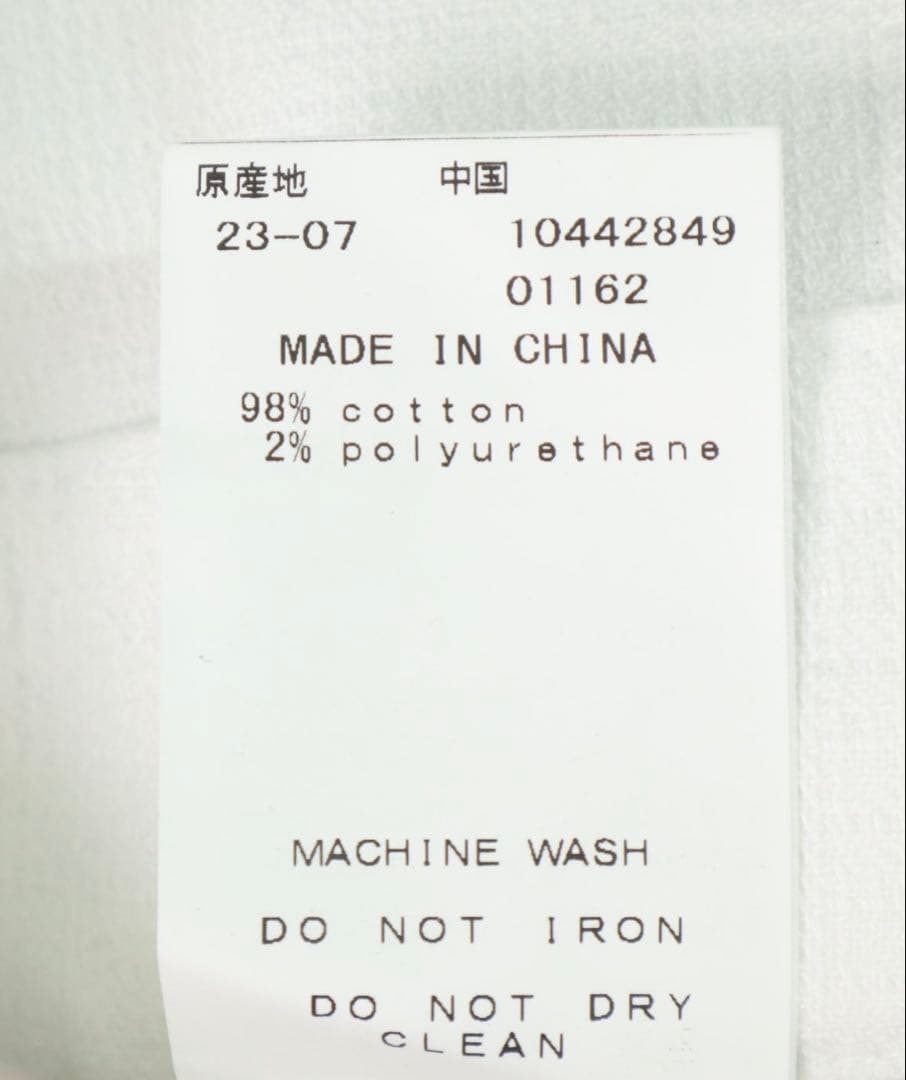 原産地 中国
23-07 10442849
01162
MADE IN CHINA
98% cotton
2% polyurethane
MACHINE WASH
DO NOT IRON
DO NOT DRY
CLEAN